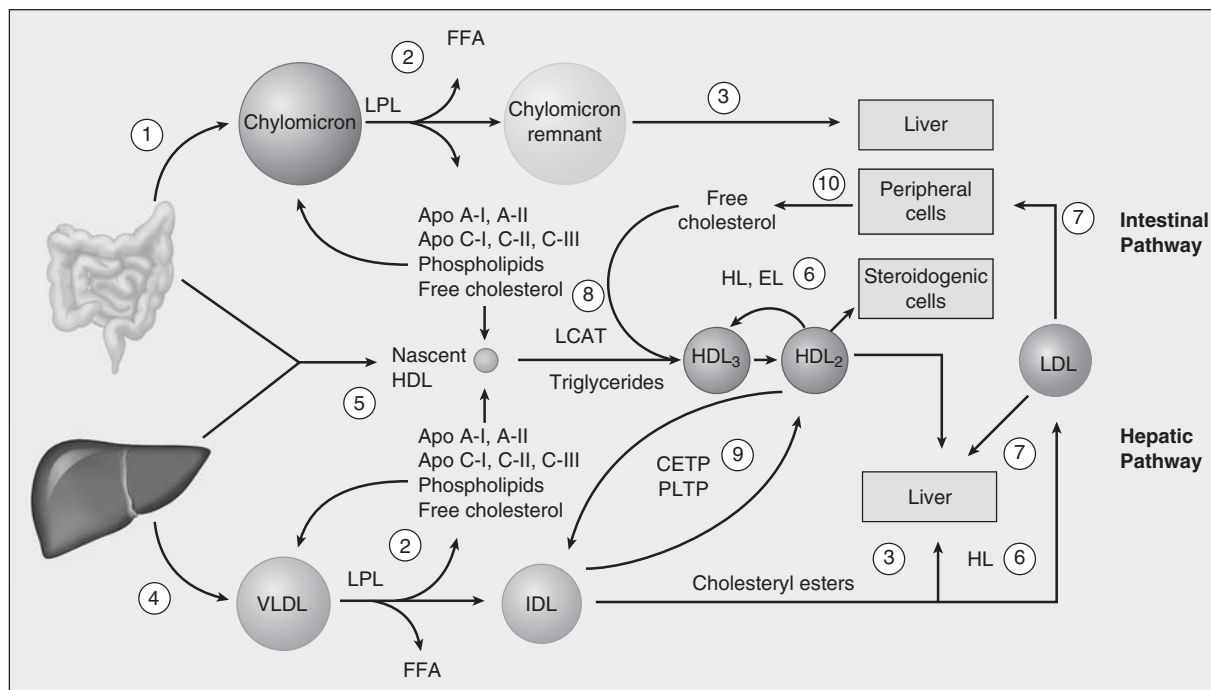 FFA
2
LPL
Chylomicron
Chylomicron
remnant
3
Liver
1
10
Peripheral
cells
Free
cholesterol
7
Intestinal
Pathway
Apo A-I, A-II
Apo C-I, C-II, C-III
Phospholipids
Free cholesterol
8
HL, EL
6
Steroidogenic
cells
LCAT
Nascent
HDL
Triglycerides
HDL3
HDL2
LDL
5
Apo A-I, A-II
Apo C-I, C-II, C-III
Phospholipids
Free cholesterol
CETP
PLTP
9
7
Hepatic
Pathway
Liver
2
3
HL
6
4
VLDL
LPL
IDL
Cholesteryl esters
FFA